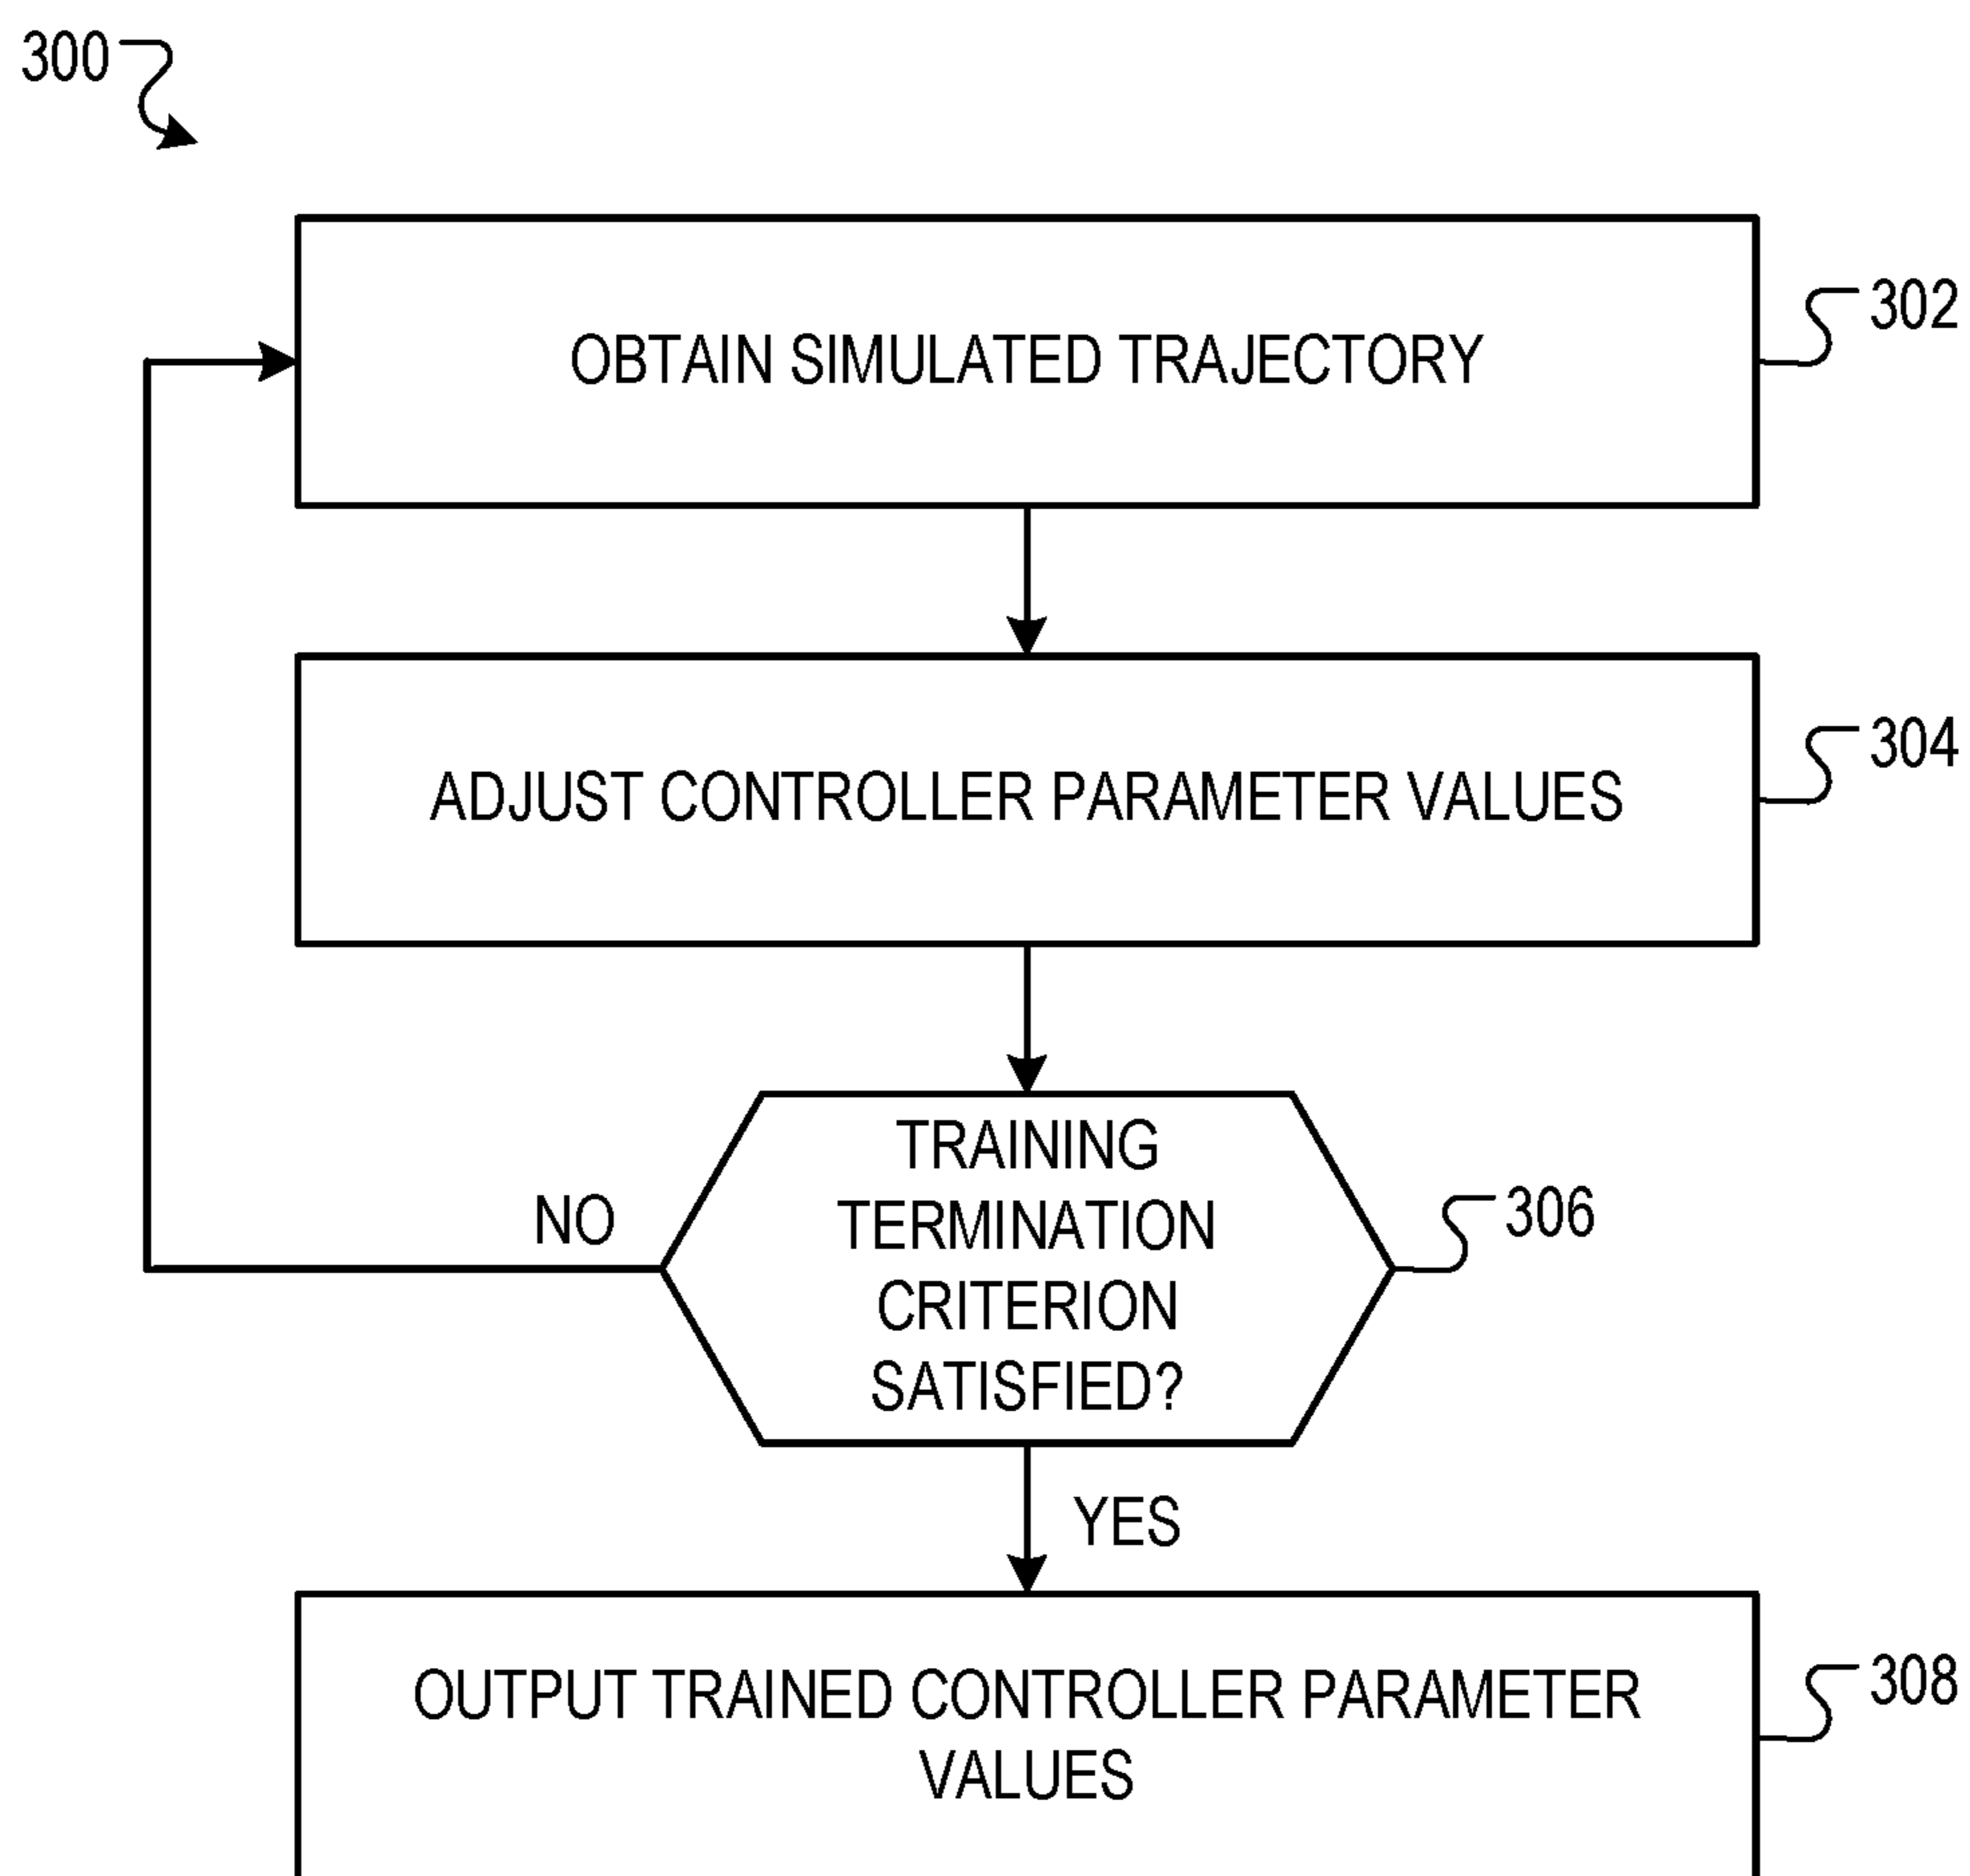 300
302
OBTAIN SIMULATED TRAJECTORY
304
ADJUST CONTROLLER PARAMETER VALUES
TRAINING
TERMINATION
CRITERION
SATISFIED?
NO
306
YES
308
OUTPUT TRAINED CONTROLLER PARAMETER
VALUES